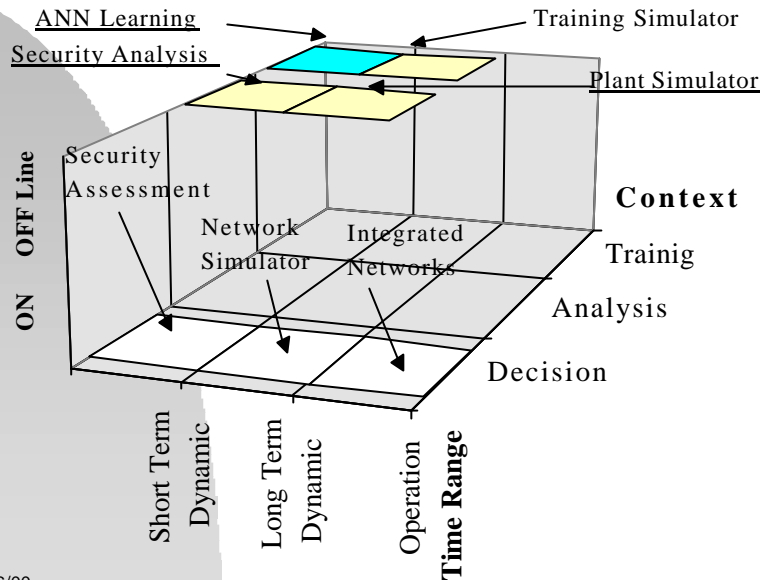 ANN Learning
Training Simulator
Security Analysis
Plant Simulator
Security
Assessment
Network
Simulator
Integrated
Networks
OFF Line
ON
Context
Trainig
Analysis
Decision
Short Term
Dynamic
Long Term
Dynamic
Operation
Time Range